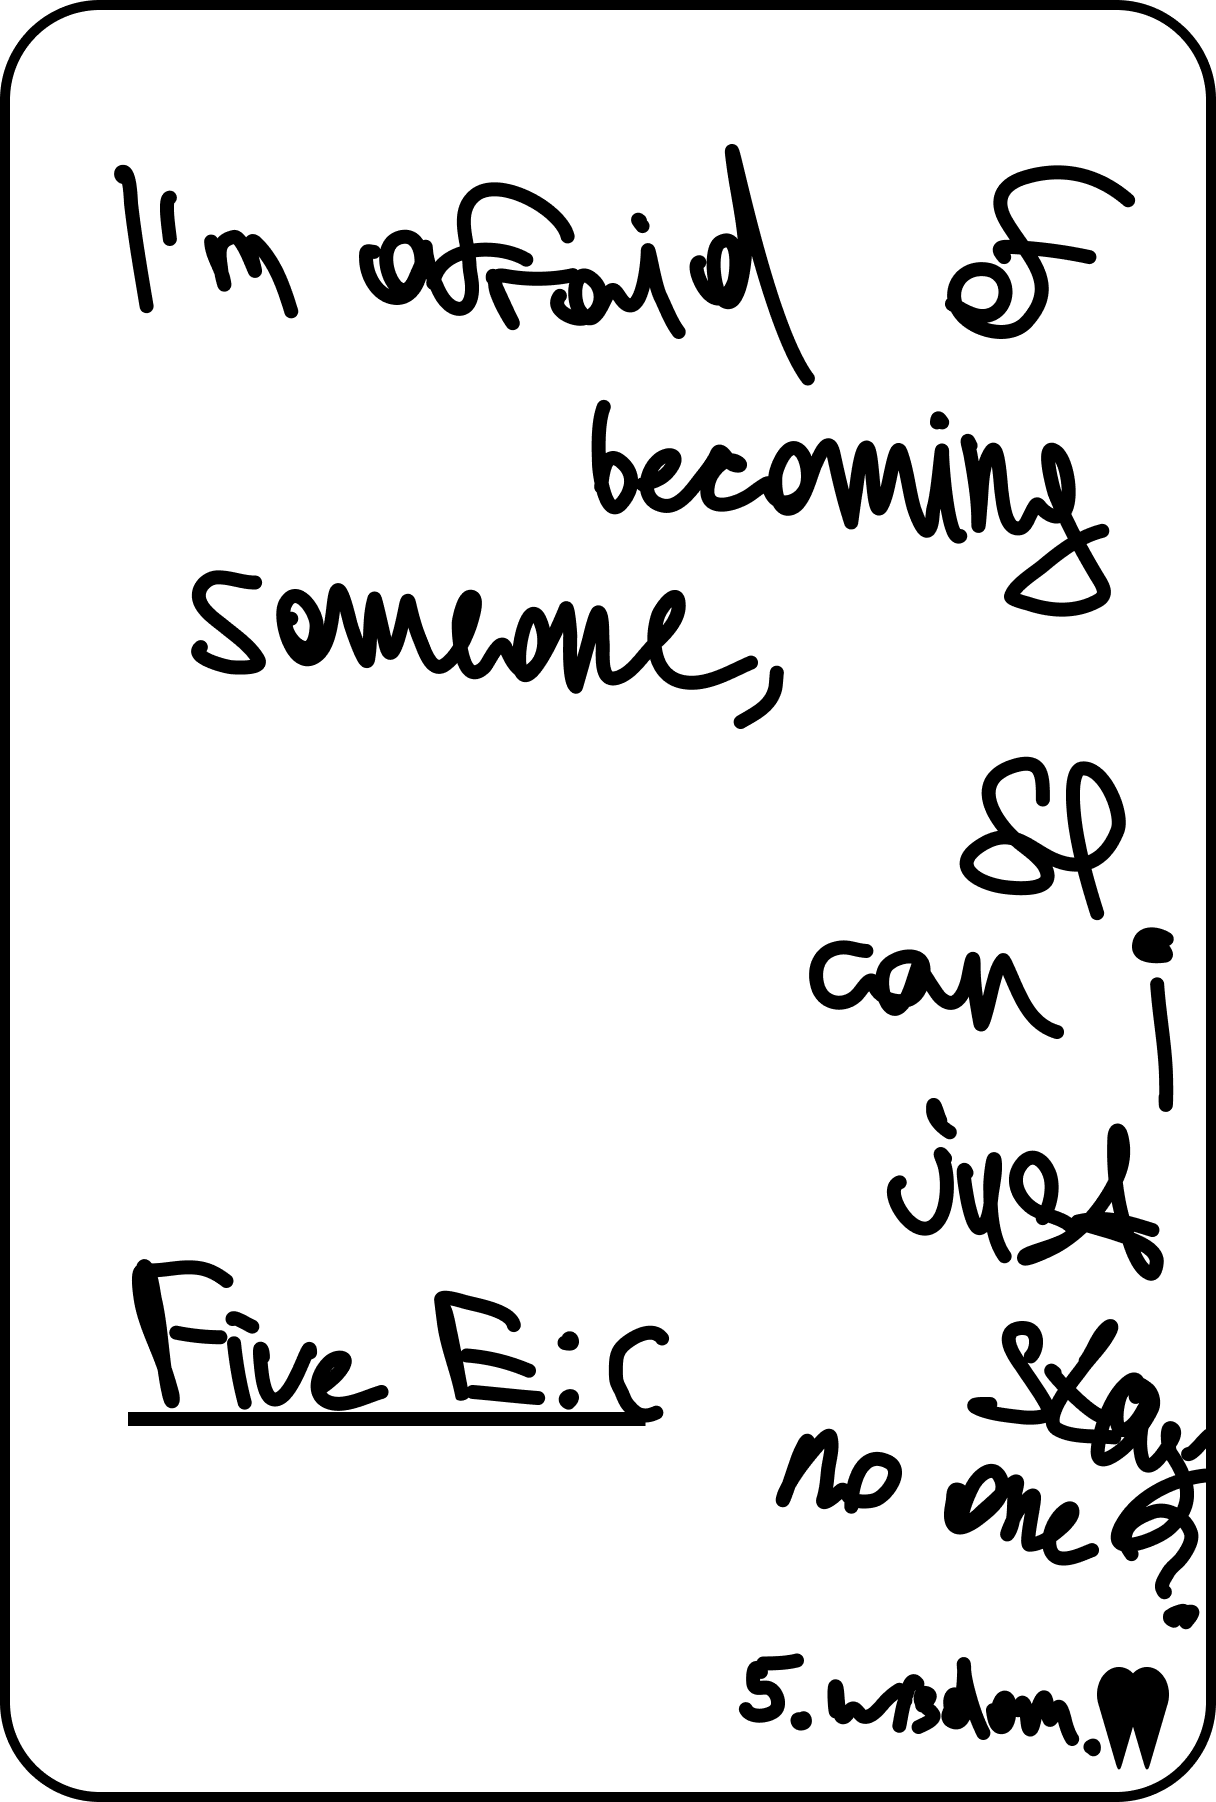 I'm afraid of
becoming
someone,
so
can i
just
stay
no one?
Five E:C
5.wisdom.